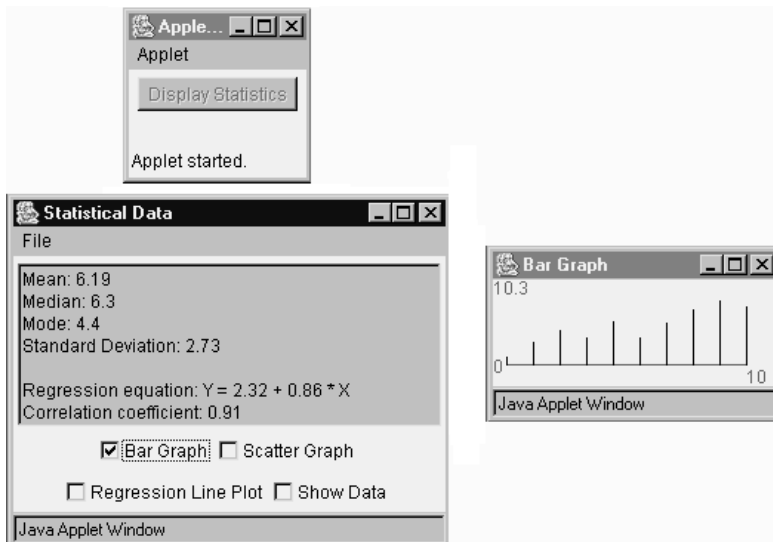 Apple...
Applet
Display Statistics
Applet started.
Statistical Data
File
Mean: 6.19
Median: 6.3
Mode: 4.4
Standard Deviation: 2.73
Regression equation: Y = 2.32 + 0.86 * X
Correlation coefficient: 0.91
Bar Graph Scatter Graph
Regression Line Plot Show Data
Java Applet Window
Bar Graph
10.3
0
10
Java Applet Window